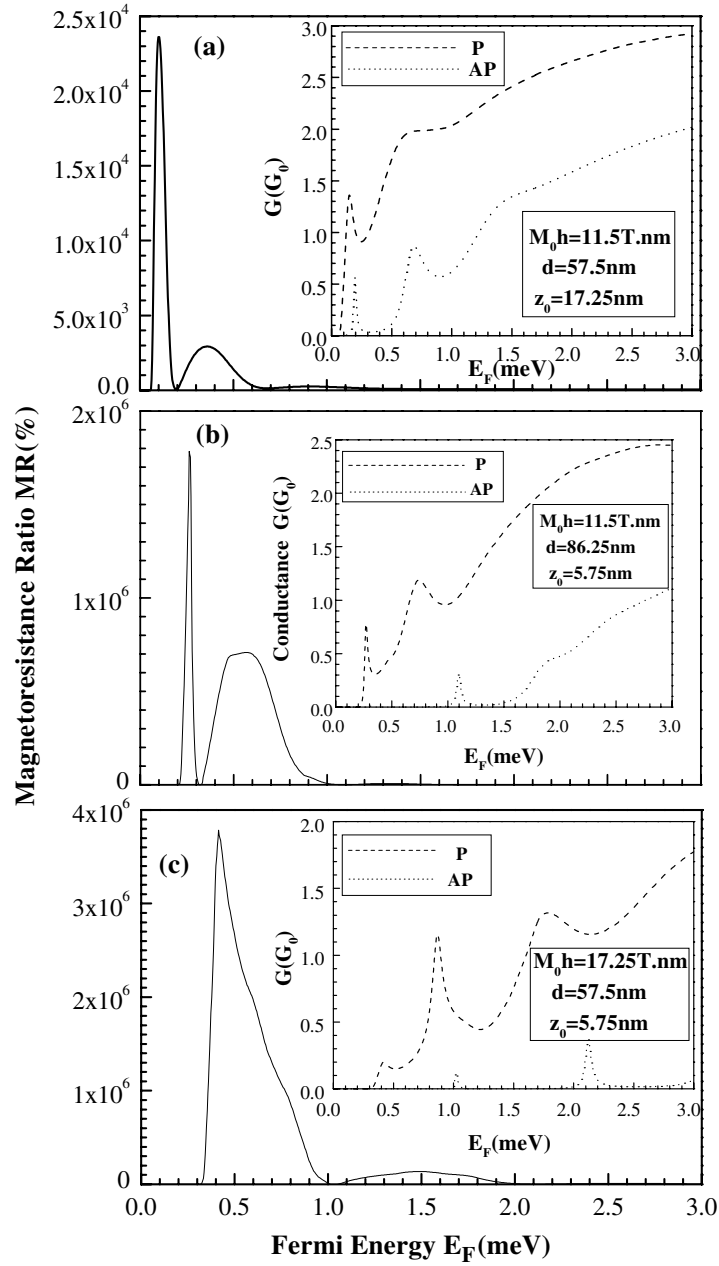 Magnetoresistance Ratio MR(%)
(a)
2.5x10⁴
2.0x10⁴
1.5x10⁴
1.0x10⁴
5.0x10³
0.0
G(G₀)
3.0
2.5
2.0
1.5
1.0
0.5
0.0
P
AP
M₀h=11.5T.nm
d=57.5nm
z₀=17.25nm
0.0 0.5 1.0 1.5 2.0 2.5 3.0
E_F(meV)
(b)
2x10⁶
1x10⁶
0
Conductance G(G₀)
2.5
2.0
1.5
1.0
0.5
0.0
P
AP
M₀h=11.5T.nm
d=86.25nm
z₀=5.75nm
0.0 0.5 1.0 1.5 2.0 2.5 3.0
E_F(meV)
(c)
4x10⁶
3x10⁶
2x10⁶
1x10⁶
0
G(G₀)
2.0
1.5
1.0
0.5
0.0
P
AP
M₀h=17.25T.nm
d=57.5nm
z₀=5.75nm
0.0 0.5 1.0 1.5 2.0 2.5 3.0
E_F(meV)
0.0 0.5 1.0 1.5 2.0 2.5 3.0
Fermi Energy E_F(meV)